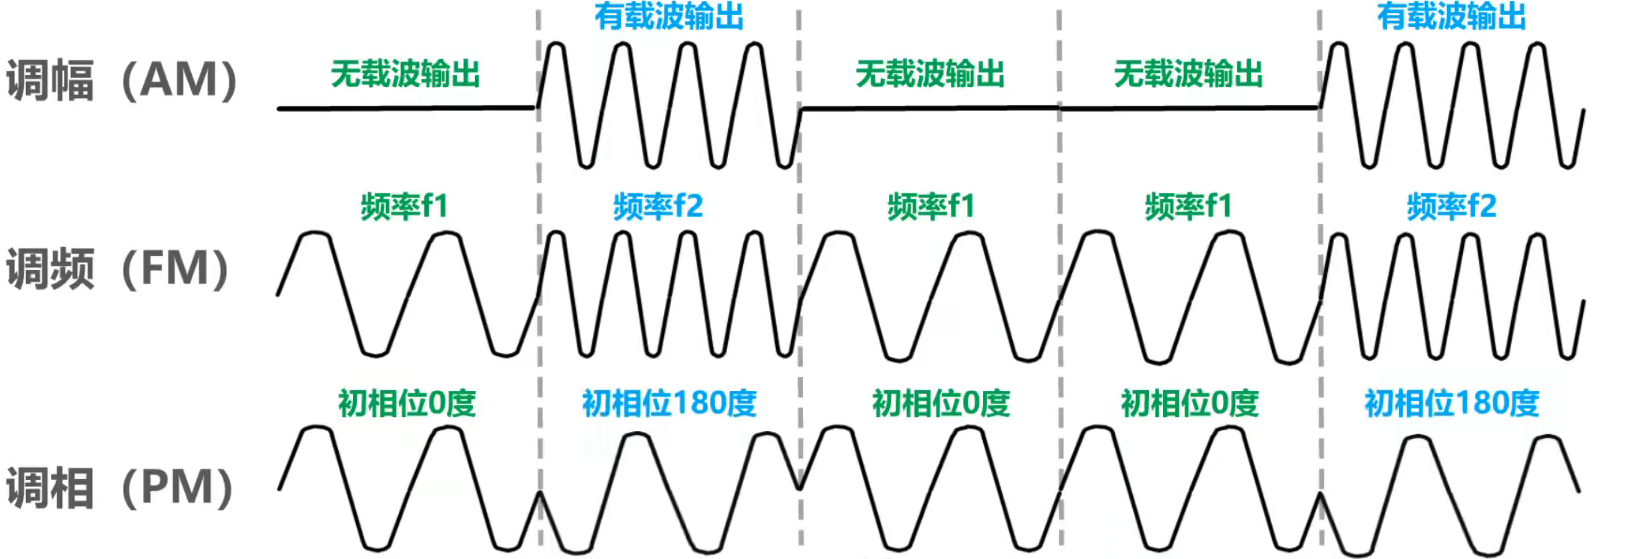 有载波输出 有载波输出
调幅（AM） 无载波输出 无载波输出 无载波输出
频率f1 频率f2 频率f1 频率f1 频率f2
调频（FM）
初相位0度 初相位180度 初相位0度 初相位0度 初相位180度
调相（PM）